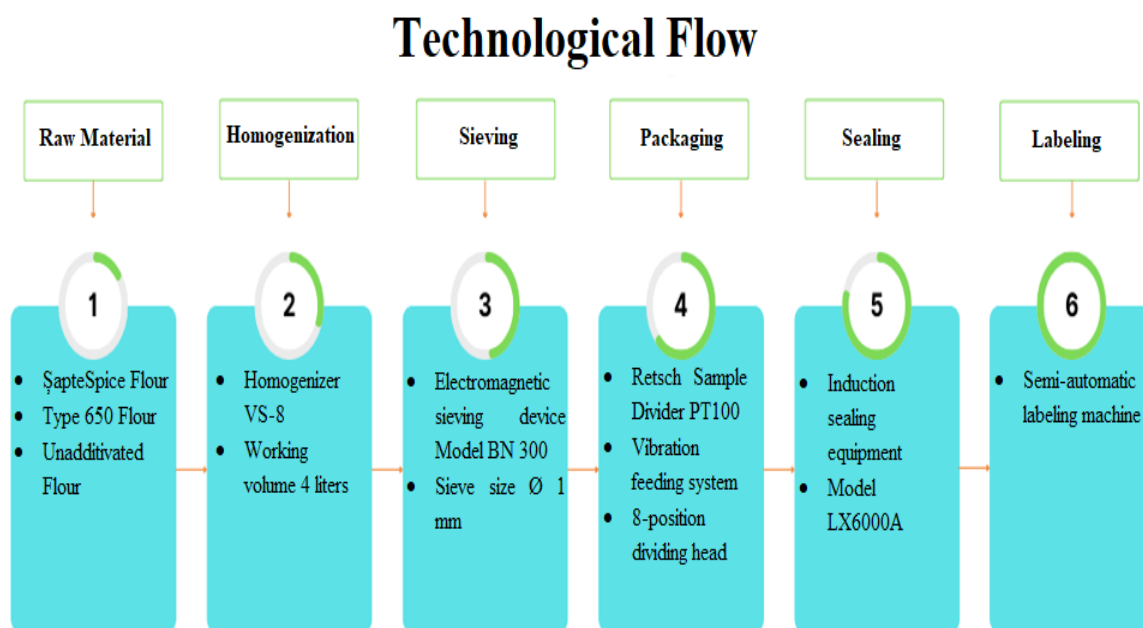 Technological Flow
Raw Material
Homogenization
Sieving
Packaging
Sealing
Labeling
1
2
3
4
5
6
• ȘapteSpice Flour
• Type 650 Flour
• Unadditivated
Flour
• Homogenizer
VS-8
• Working
volume 4 liters
• Electromagnetic
sieving device
Model BN 300
• Sieve size Ø 1
mm
• Retsch Sample
Divider PT100
• Vibration
feeding system
• 8-position
dividing head
• Induction
sealing
equipment
• Model
LX6000A
• Semi-automatic
labeling machine